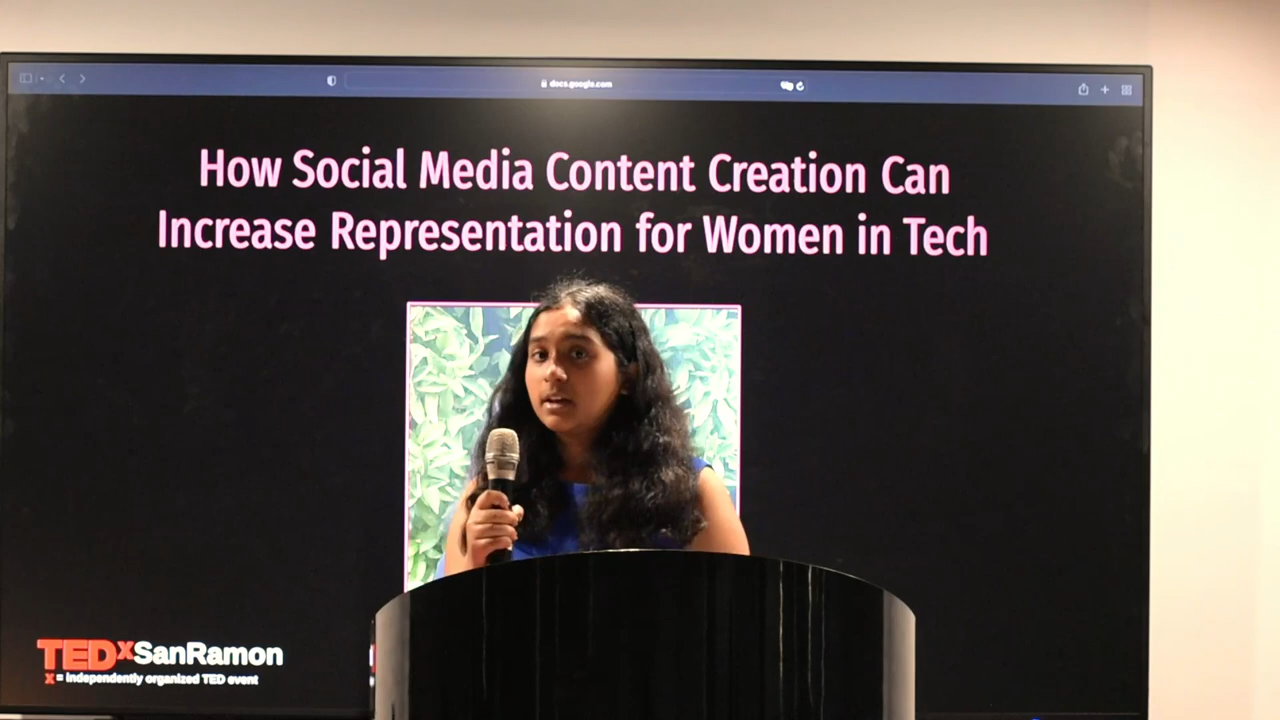 docs.google.com
How Social Media Content Creation Can
Increase Representation for Women in Tech
TEDxSanRamon
x = independently organized TED event